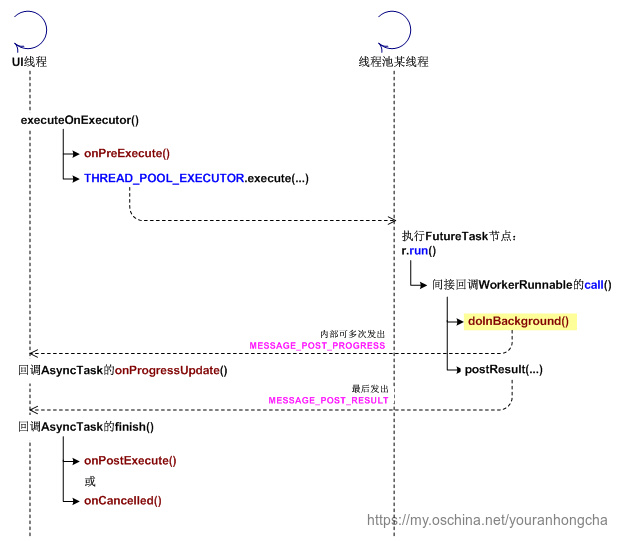 UI线程
线程池某线程
executeOnExecutor()
onPreExecute()
THREAD_POOL_EXECUTOR.execute(...)
执行FutureTask节点：
r.run()
间接回调WorkerRunnable的call()
doInBackground()
内部可多次发出
MESSAGE_POST_PROGRESS
回调AsyncTask的onProgressUpdate()
postResult(...)
最后发出
MESSAGE_POST_RESULT
回调AsyncTask的finish()
onPostExecute()
或
onCancelled()
https://my.oschina.net/youranhongcha